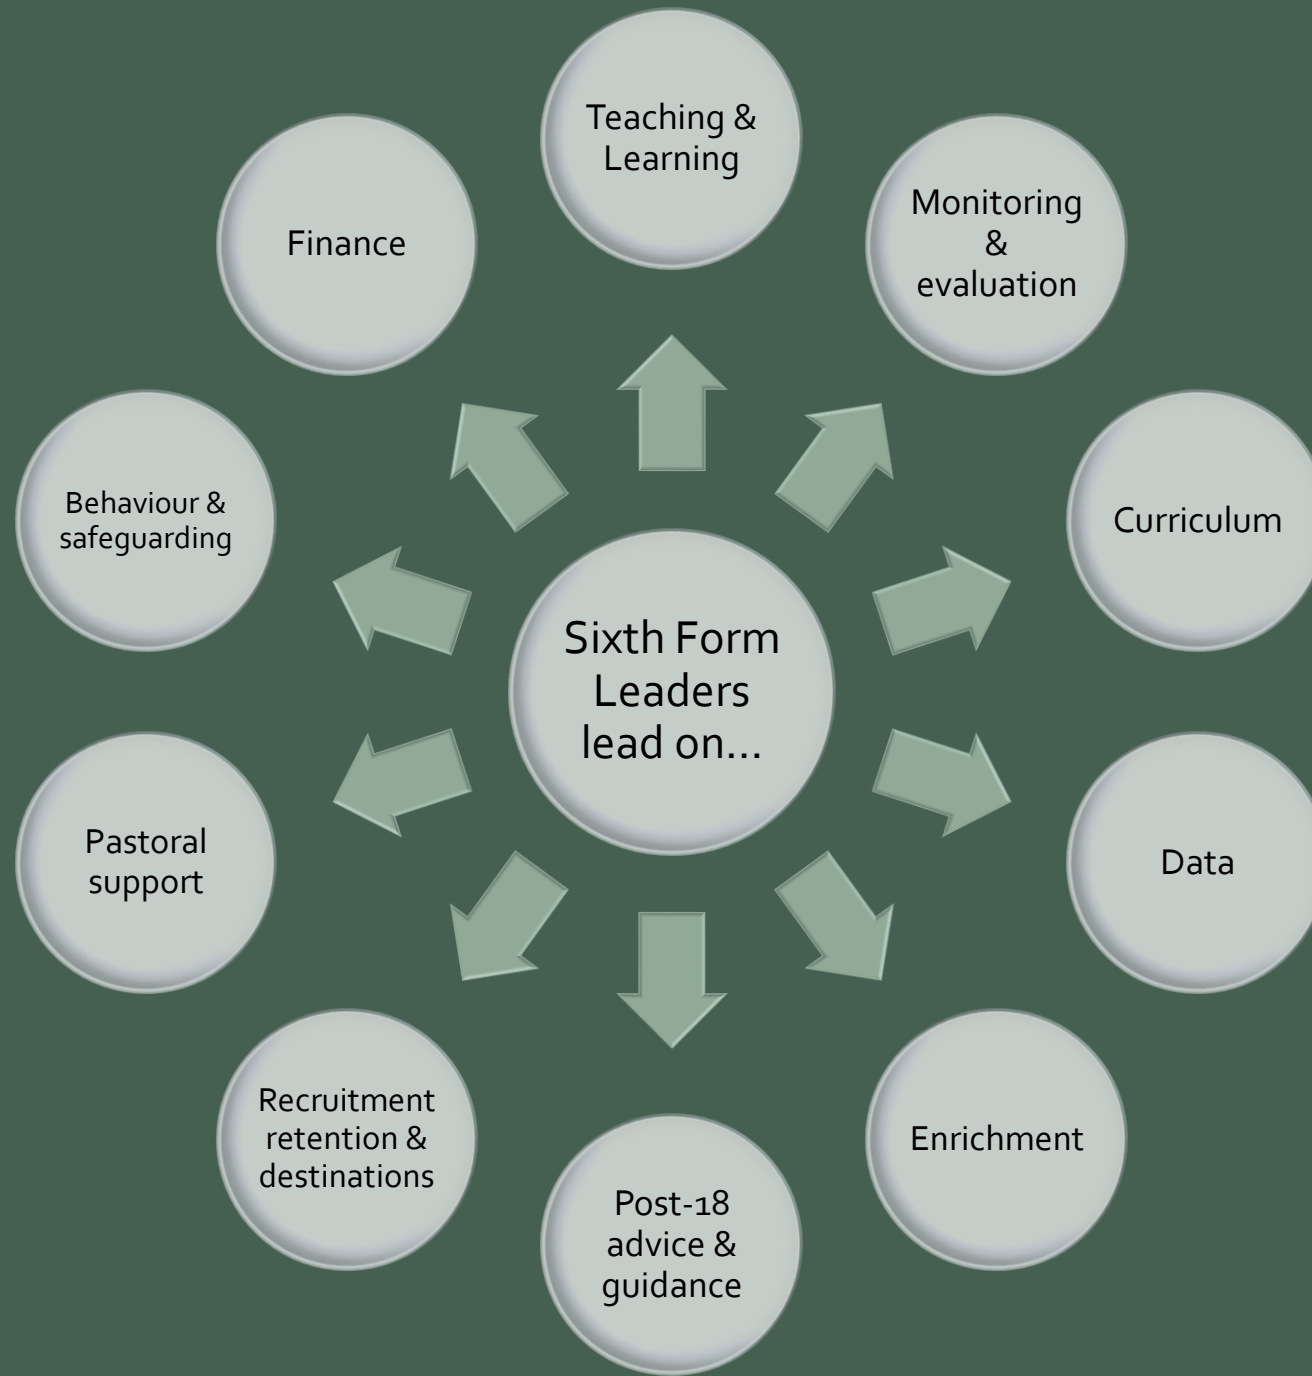 Teaching &
Learning
Monitoring
&
evaluation
Curriculum
Data
Enrichment
Post-18
advice &
guidance
Recruitment
retention &
destinations
Pastoral
support
Behaviour &
safeguarding
Finance
Sixth Form
Leaders
lead on...